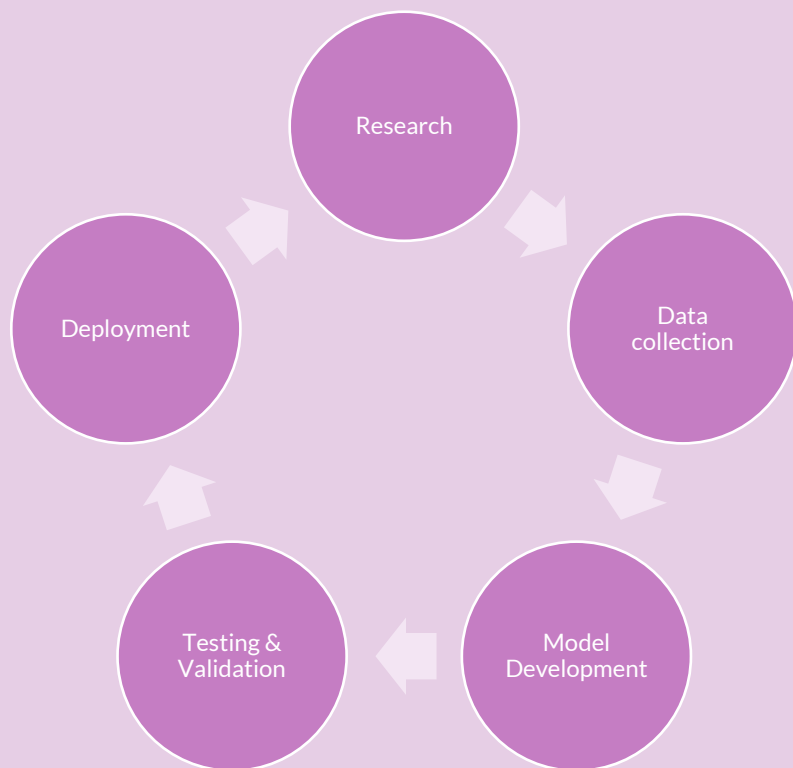 Research
Data
collection
Model
Development
Testing &
Validation
Deployment